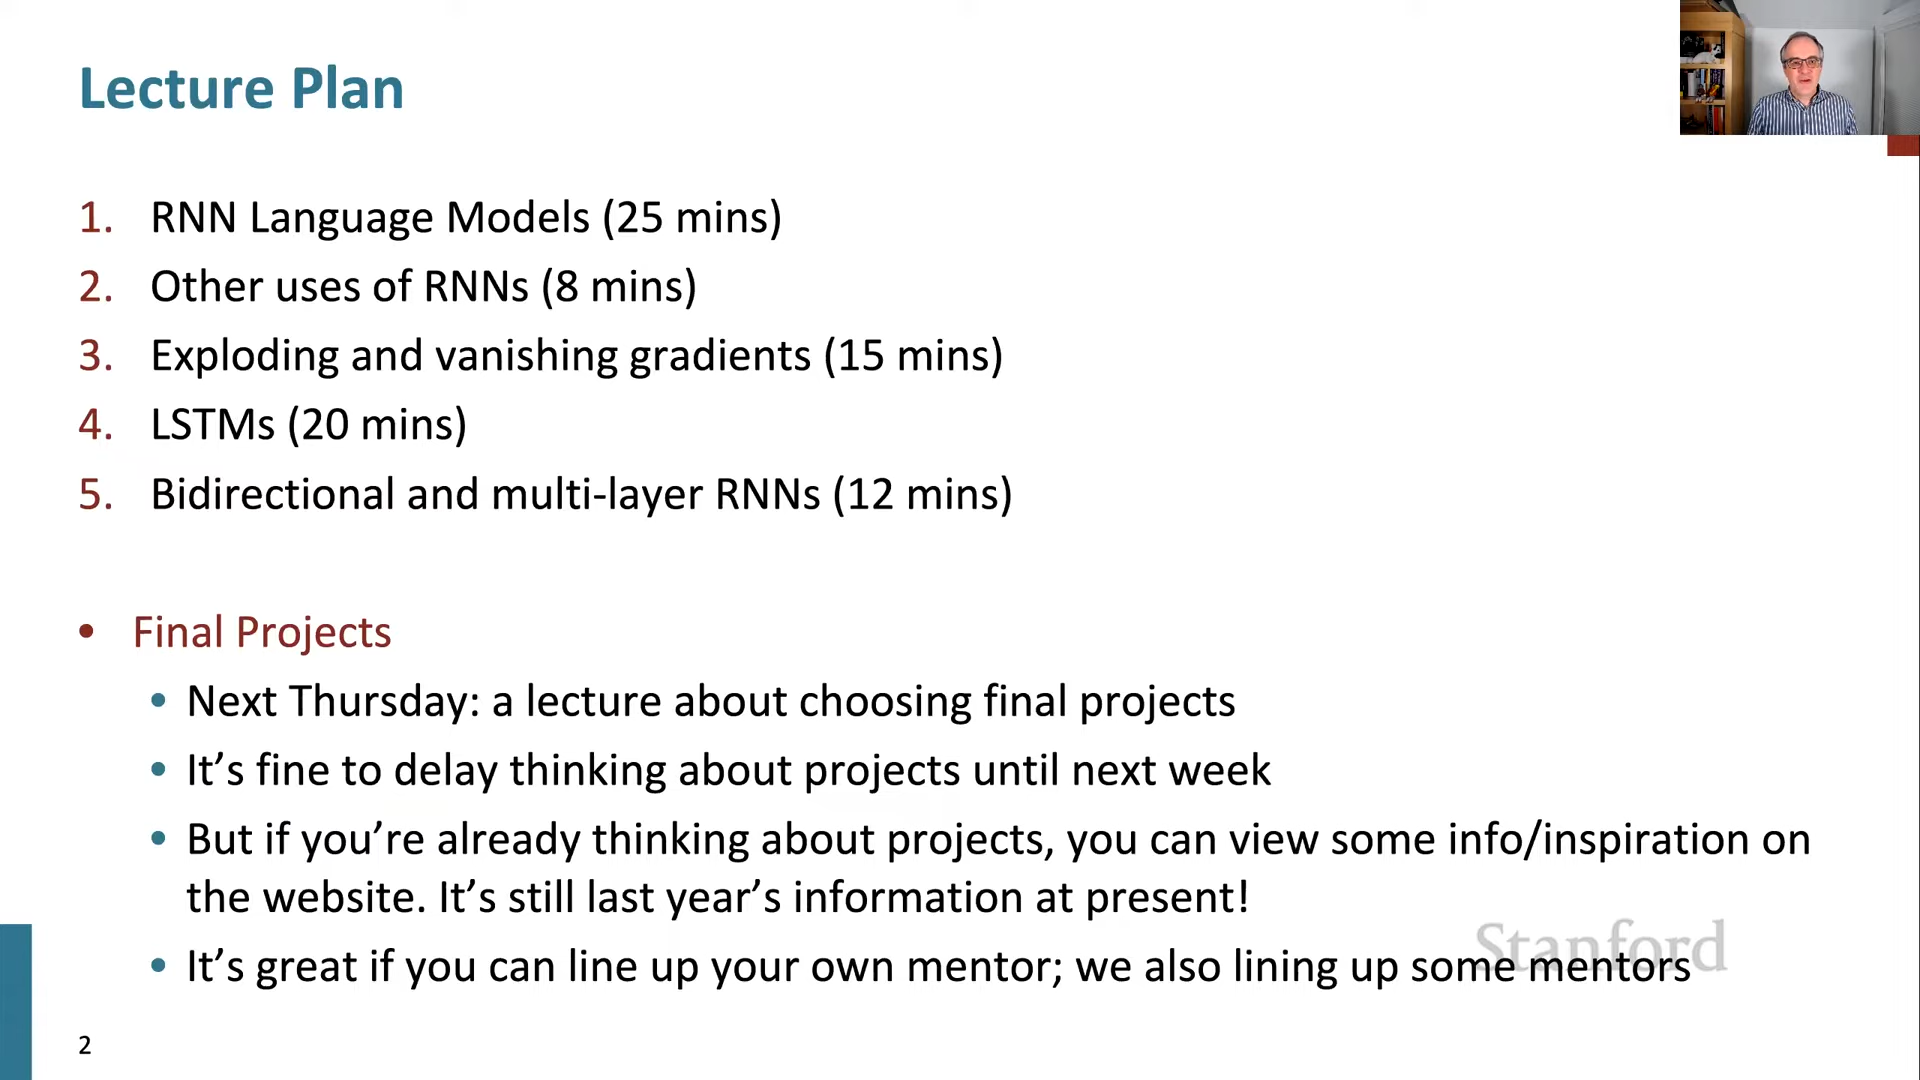 Lecture Plan
1. RNN Language Models (25 mins)
2. Other uses of RNNs (8 mins)
3. Exploding and vanishing gradients (15 mins)
4. LSTMs (20 mins)
5. Bidirectional and multi-layer RNNs (12 mins)
• Final Projects
• Next Thursday: a lecture about choosing final projects
• It’s fine to delay thinking about projects until next week
• But if you’re already thinking about projects, you can view some info/inspiration on
the website. It’s still last year’s information at present!
• It’s great if you can line up your own mentor; we also lining up some mentors
Stanford
2